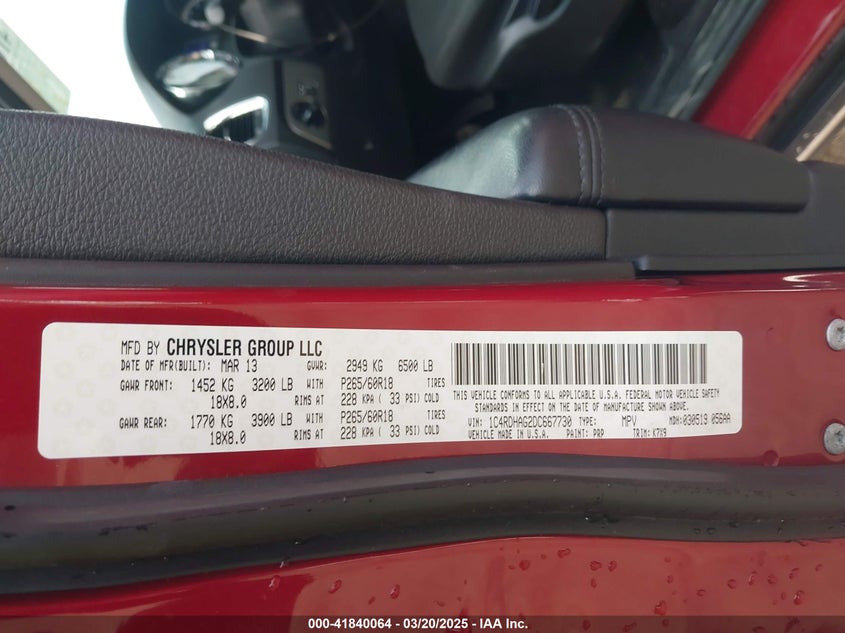 MFD BY CHRYSLER GROUP LLC
DATE OF MFR(BUILT): MAR 13 GVWR: 2949 KG 6500 LB
GAWR FRONT: 1452 KG 3200 LB WITH P265/60R18 TIRES
18X8.0 RIMS AT 228 KPA ( 33 PSI) COLD
GAWR REAR: 1770 KG 3900 LB WITH P265/60R18 TIRES
18X8.0 RIMS AT 228 KPA ( 33 PSI) COLD
THIS VEHICLE CONFORMS TO ALL APPLICABLE U.S.A. FEDERAL MOTOR VEHICLE SAFETY
STANDARDS IN EFFECT ON THE DATE OF MANUFACTURE SHOWN ABOVE.
VIN: 1C4RDHAG2DC667730 TYPE: MPV MDH:030519 056AA
VEHICLE MADE IN U.S.A. PAINT: PRP TRIM: K7X9
000-41840064 / 03/20/2025 - IAA Inc.